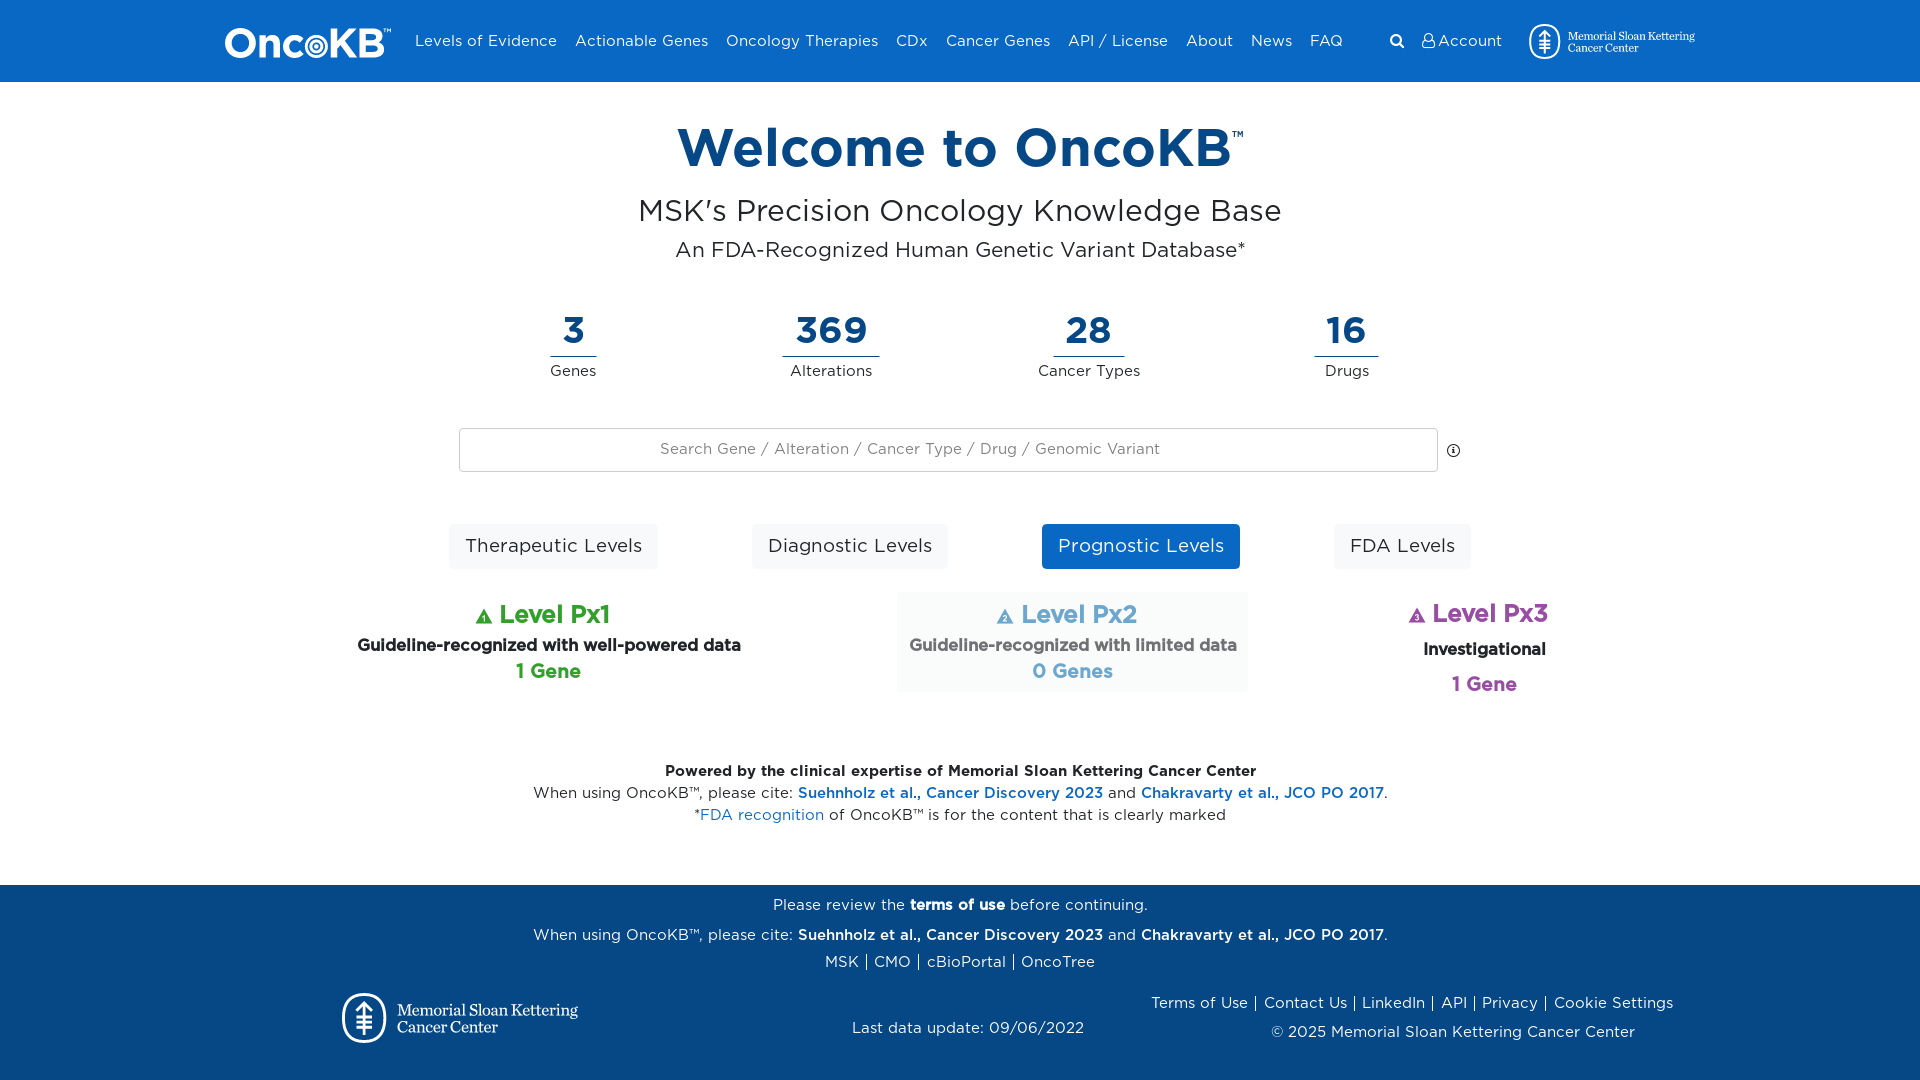 OncoKB™
Levels of Evidence
Actionable Genes
Oncology Therapies
CDx
Cancer Genes
API / License
About
News
FAQ
Account
Memorial Sloan Kettering
Cancer Center
Welcome to OncoKB™
MSK's Precision Oncology Knowledge Base
An FDA-Recognized Human Genetic Variant Database*
3
Genes
369
Alterations
28
Cancer Types
16
Drugs
Search Gene / Alteration / Cancer Type / Drug / Genomic Variant
Therapeutic Levels
Diagnostic Levels
Prognostic Levels
FDA Levels
1 Level Px1
Guideline-recognized with well-powered data
1 Gene
2 Level Px2
Guideline-recognized with limited data
0 Genes
3 Level Px3
Investigational
1 Gene
Powered by the clinical expertise of Memorial Sloan Kettering Cancer Center
When using OncoKB™, please cite: Suehnholz et al., Cancer Discovery 2023 and Chakravarty et al., JCO PO 2017.
*FDA recognition of OncoKB™ is for the content that is clearly marked
Please review the terms of use before continuing.
When using OncoKB™, please cite: Suehnholz et al., Cancer Discovery 2023 and Chakravarty et al., JCO PO 2017.
MSK | CMO | cBioPortal | OncoTree
Memorial Sloan Kettering
Cancer Center
Last data update: 09/06/2022
Terms of Use | Contact Us | LinkedIn | API | Privacy | Cookie Settings
© 2025 Memorial Sloan Kettering Cancer Center